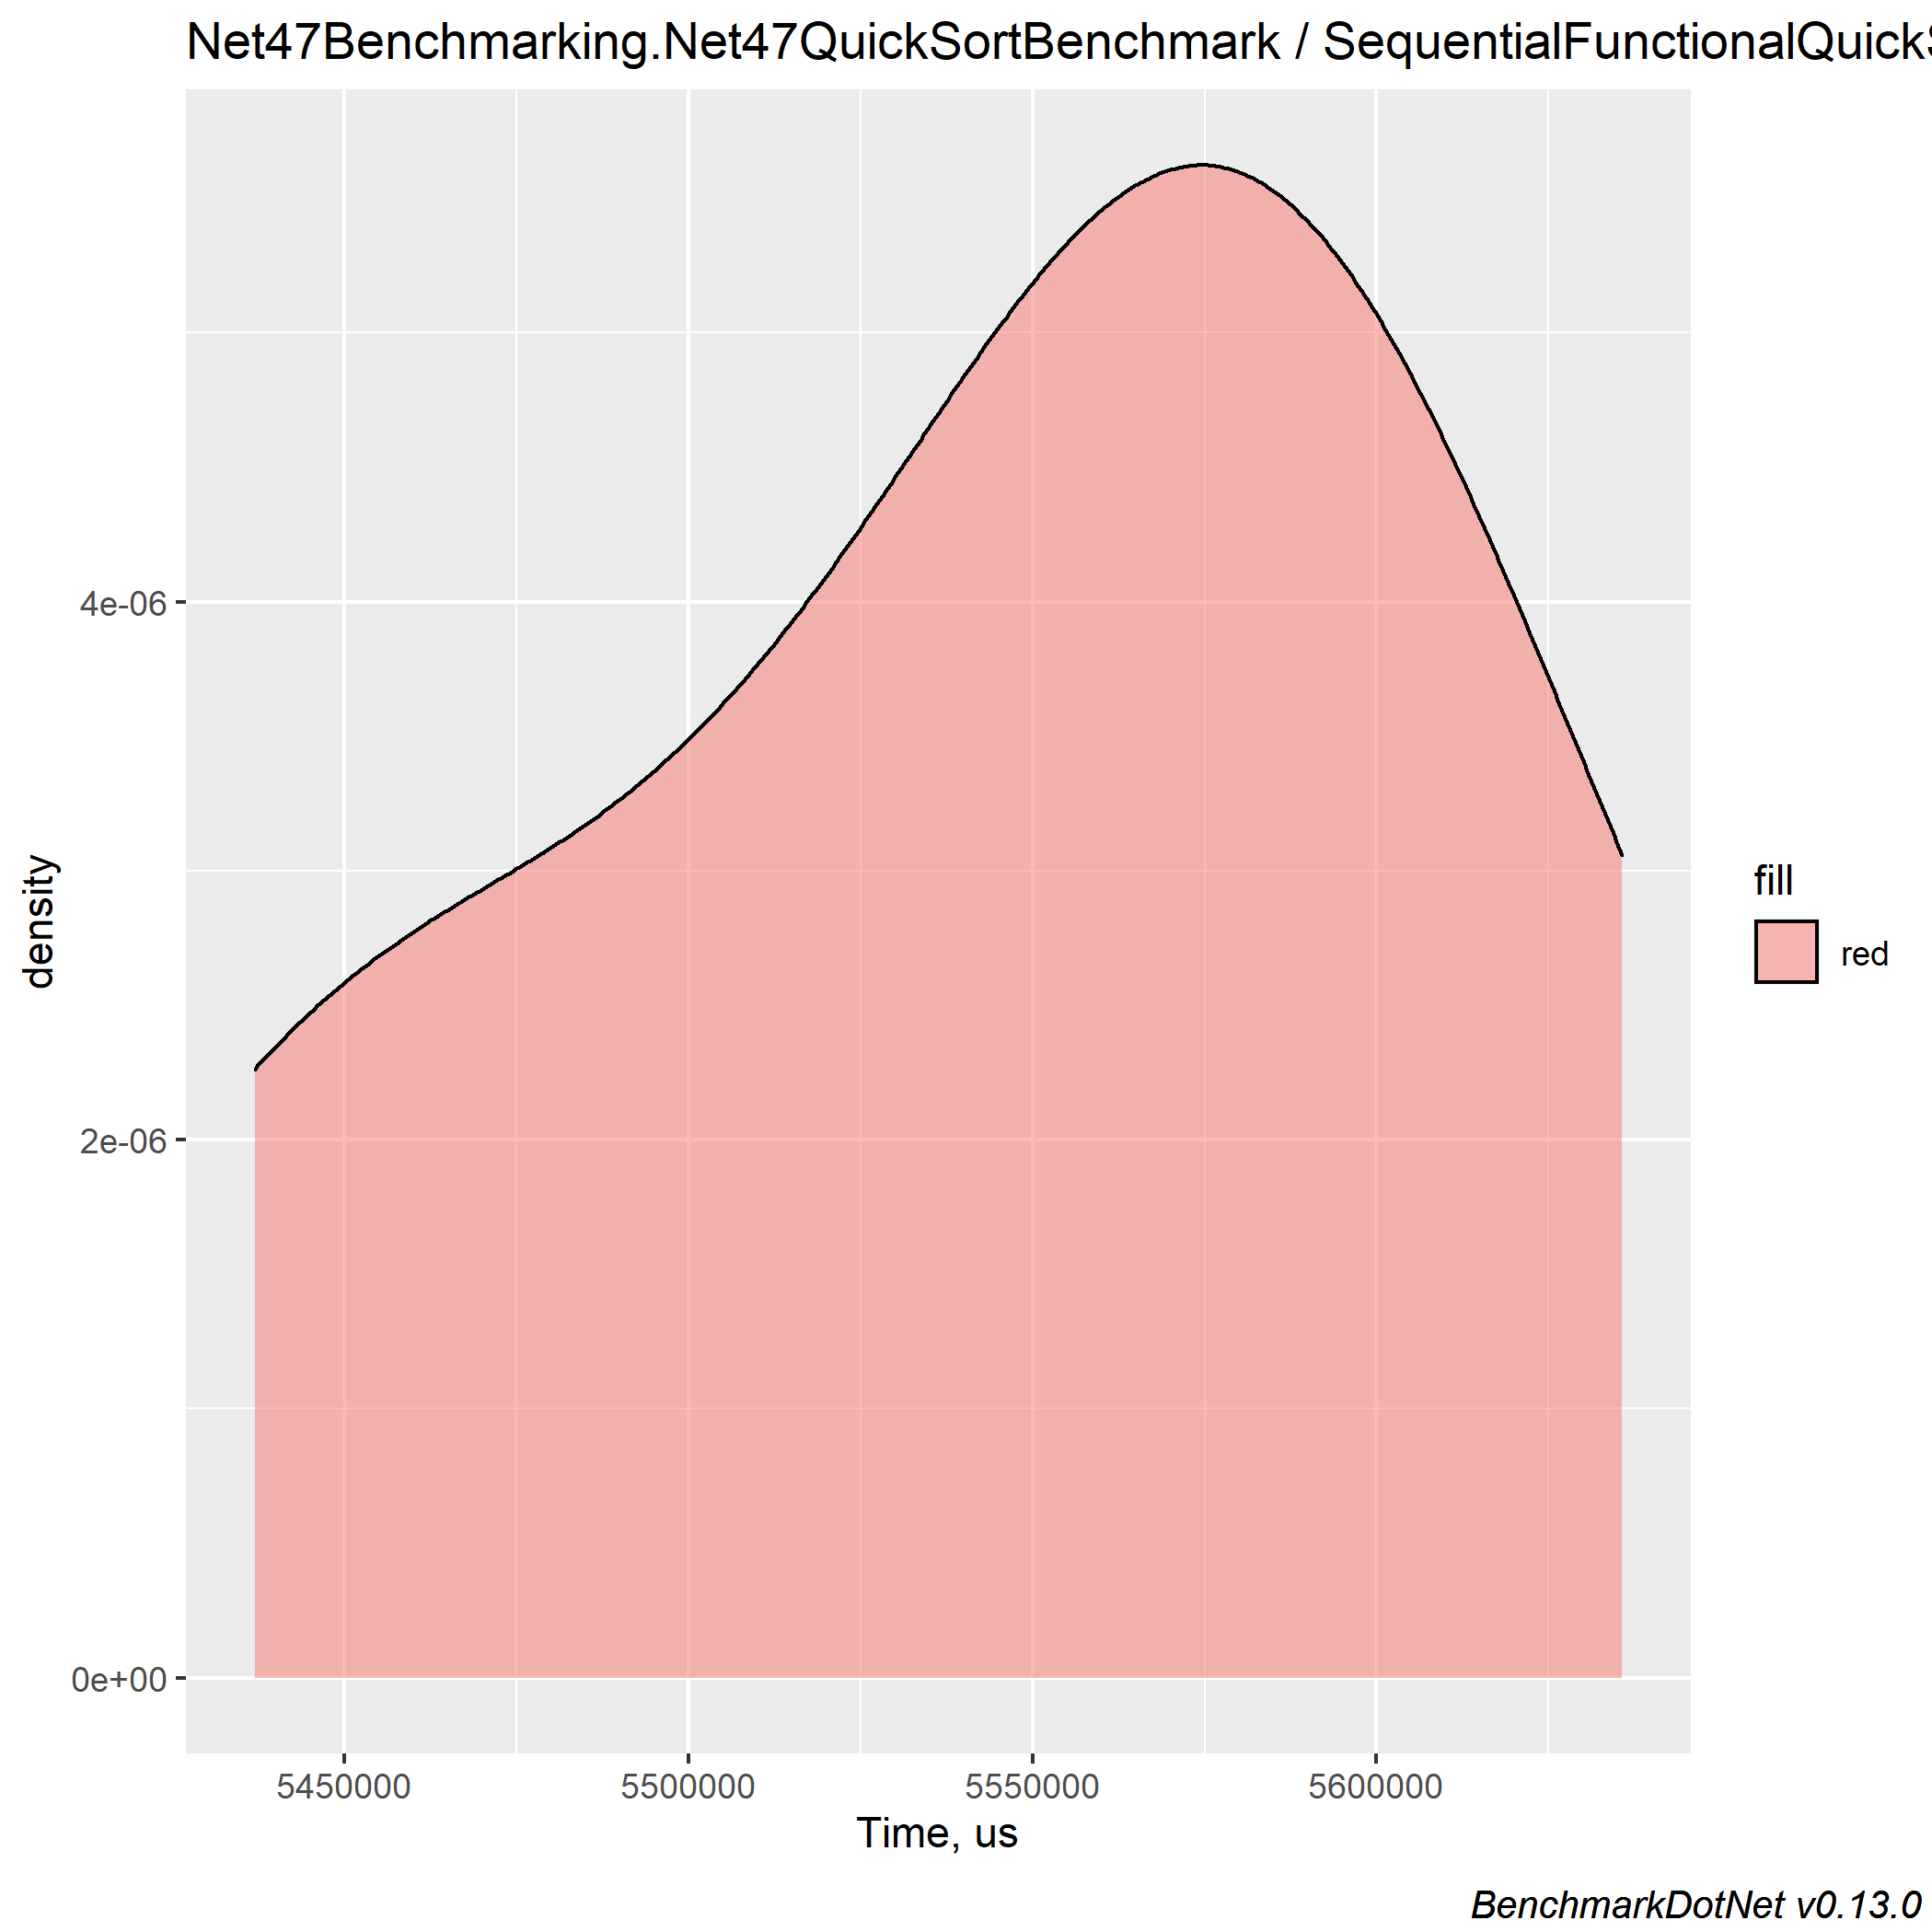 Net47Benchmarking.Net47QuickSortBenchmark / SequentialFunctionalQuick
4e-06
2e-06
0e+00
density
5450000 5500000 5550000 5600000
Time, us
fill
red
BenchmarkDotNet v0.13.0